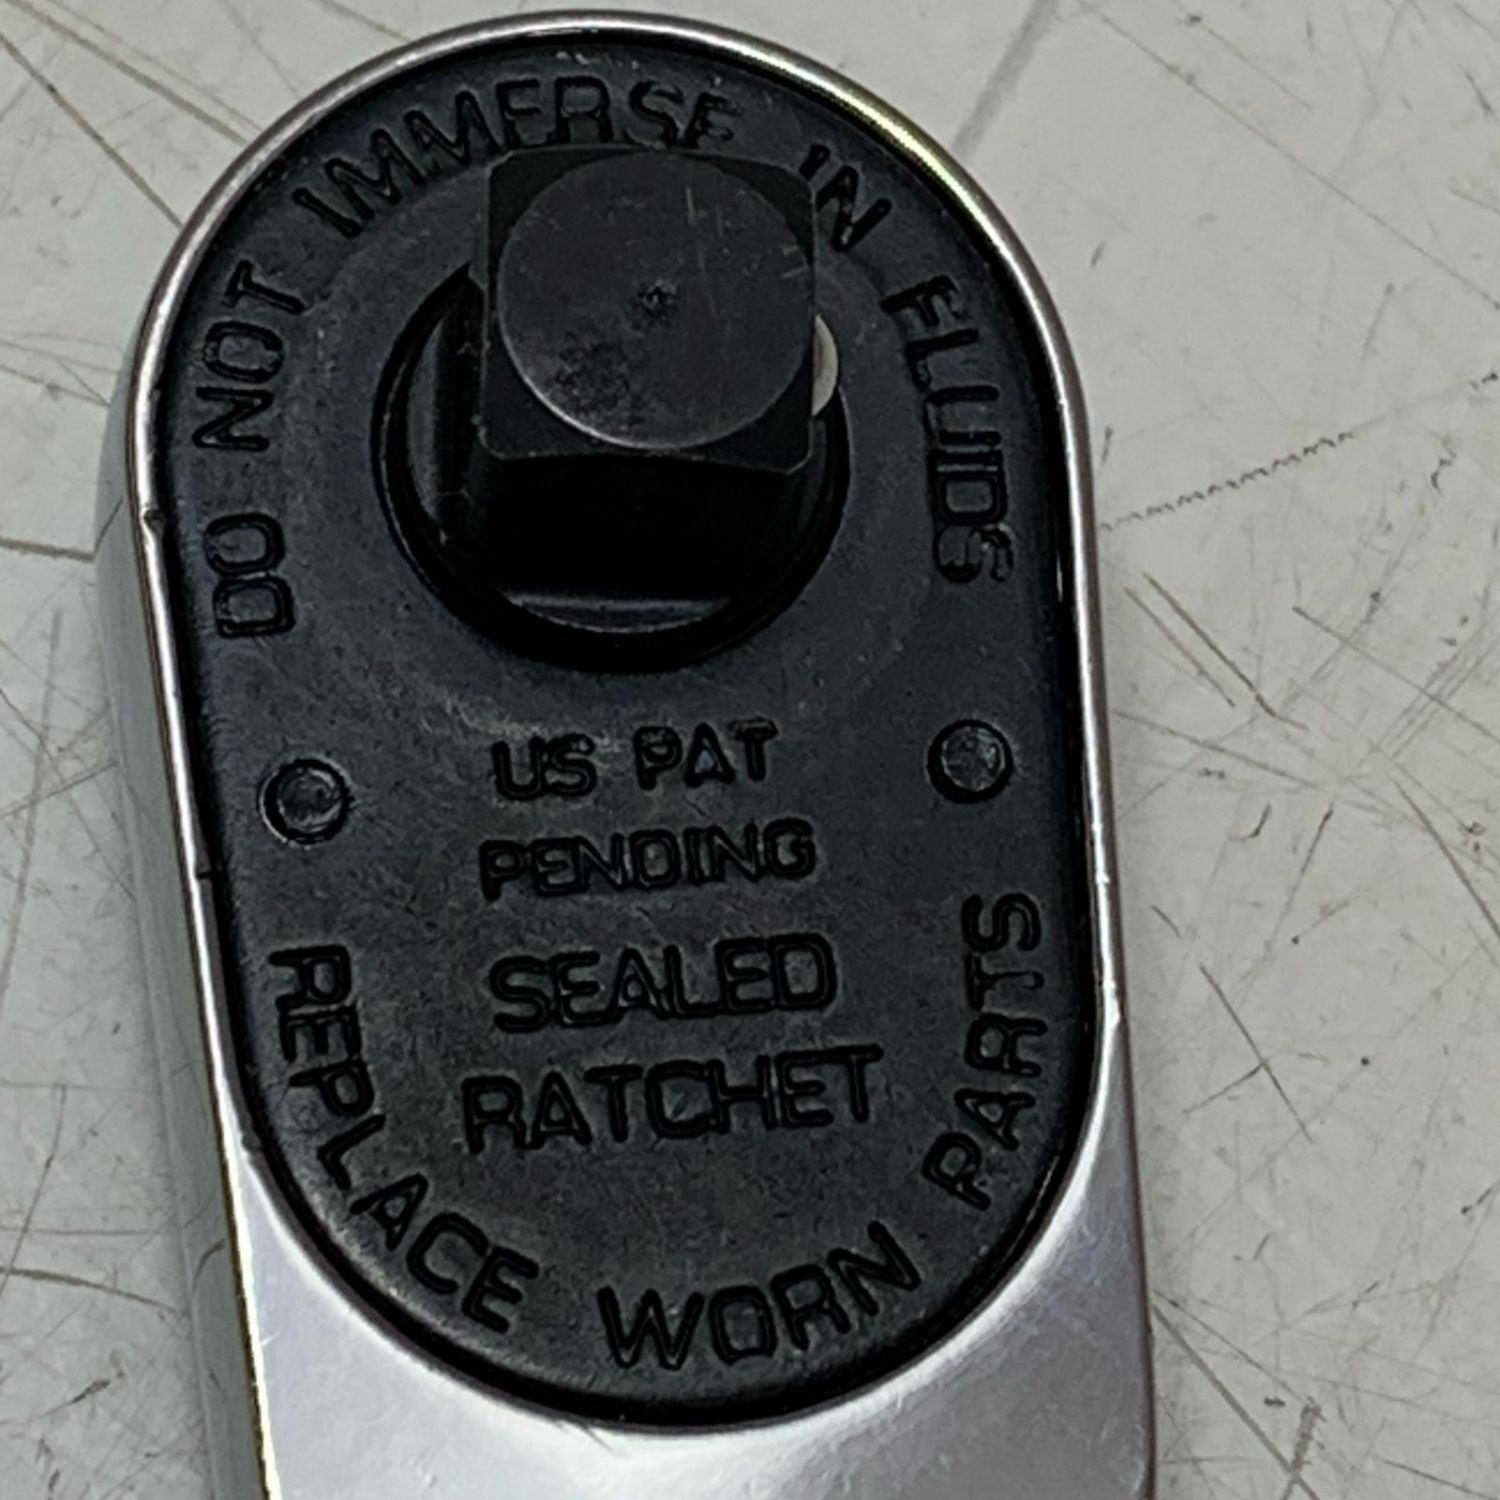 DO NOT IMMERSE IN FLUIDS
US PAT
PENDING
SEALED
RATCHET
REPLACE WORN PARTS